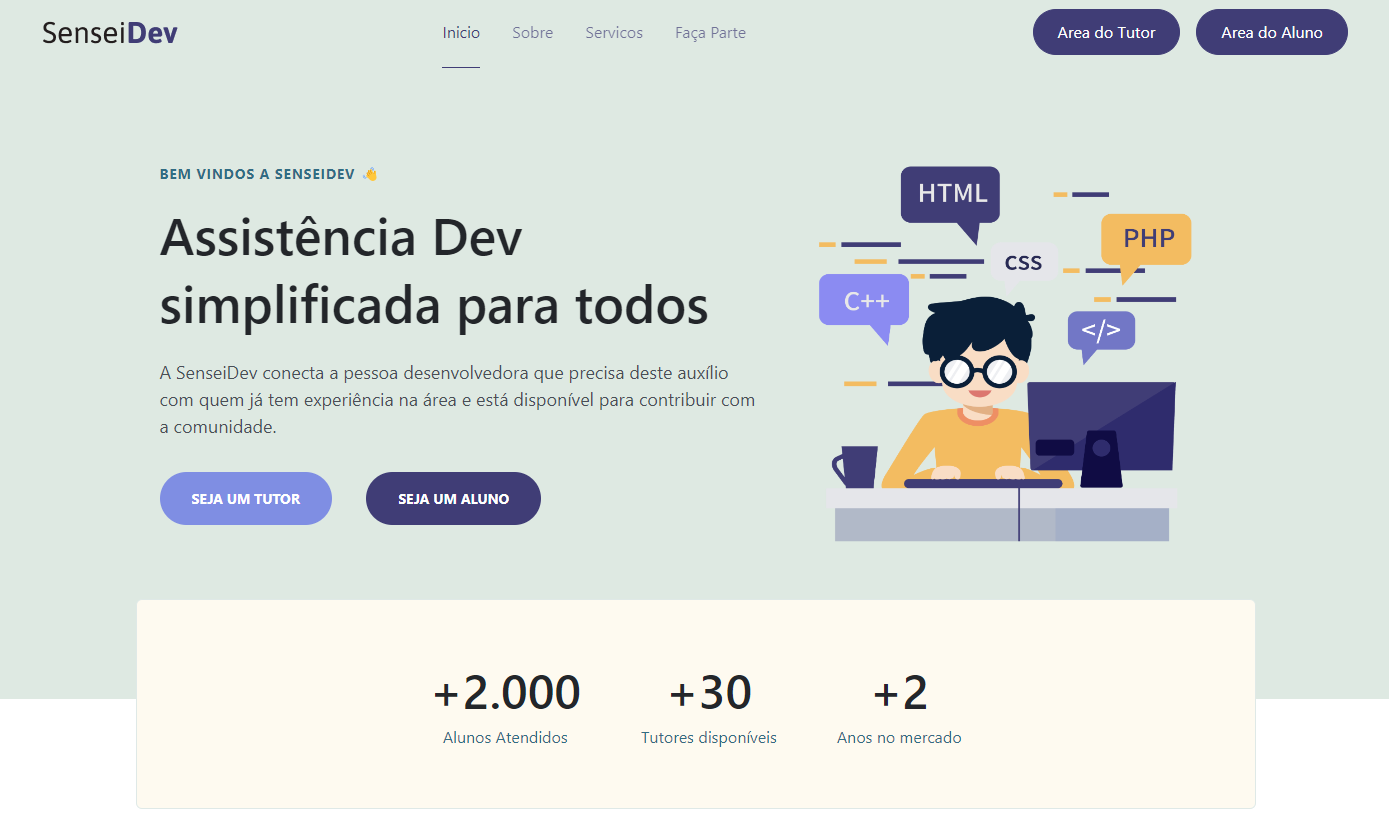 SenseiDev
Inicio
Sobre
Servicos
Faça Parte
Area do Tutor
Area do Aluno
BEM VINDOS A SENSEIDEV 👋
Assistência Dev
simplificada para todos
A SenseiDev conecta a pessoa desenvolvedora que precisa deste auxílio
com quem já tem experiência na área e está disponível para contribuir com
a comunidade.
SEJA UM TUTOR
SEJA UM ALUNO
HTML
PHP
CSS
C++
</>
+2.000
Alunos Atendidos
+30
Tutores disponíveis
+2
Anos no mercado